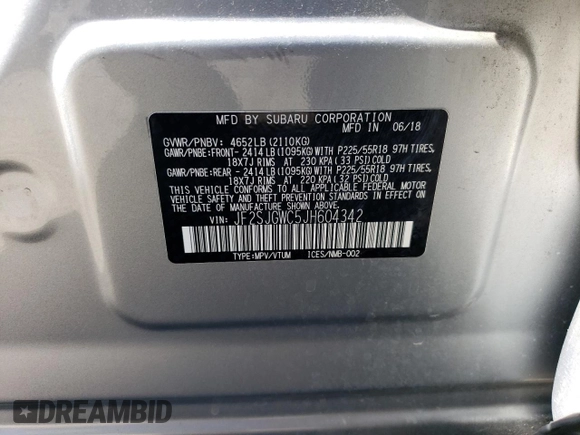 MFD BY SUBARU CORPORATION
MFD. IN 06/18
GVWR/PNBV: 4652LB(2110KG)
GAWR/PNBE:FRONT- 2414LB(1095KG)WITH P225/55R18 97H TIRES,
18X7J RIMS AT 230 KPA(33 PSI)COLD
GAWR/PNBE:REAR -2414LB(1095KG)WITH P225/55R18 97H TIRES,
18X7J RIMS AT 220 KPA(32 PSI)COLD
THIS VEHICLE CONFORMS TO ALL APPLICABLE FEDERAL MOTOR
VEHICLE SAFETY AND THEFT PREVENTION STANDARDS IN
EFFECT ON THE DATE OF MANUFACTURE SHOWN ABOVE.
VIN: JF2SJGWC5JH604342
TYPE:MPV/VTUM ICES/NMB-002
DREAMBID